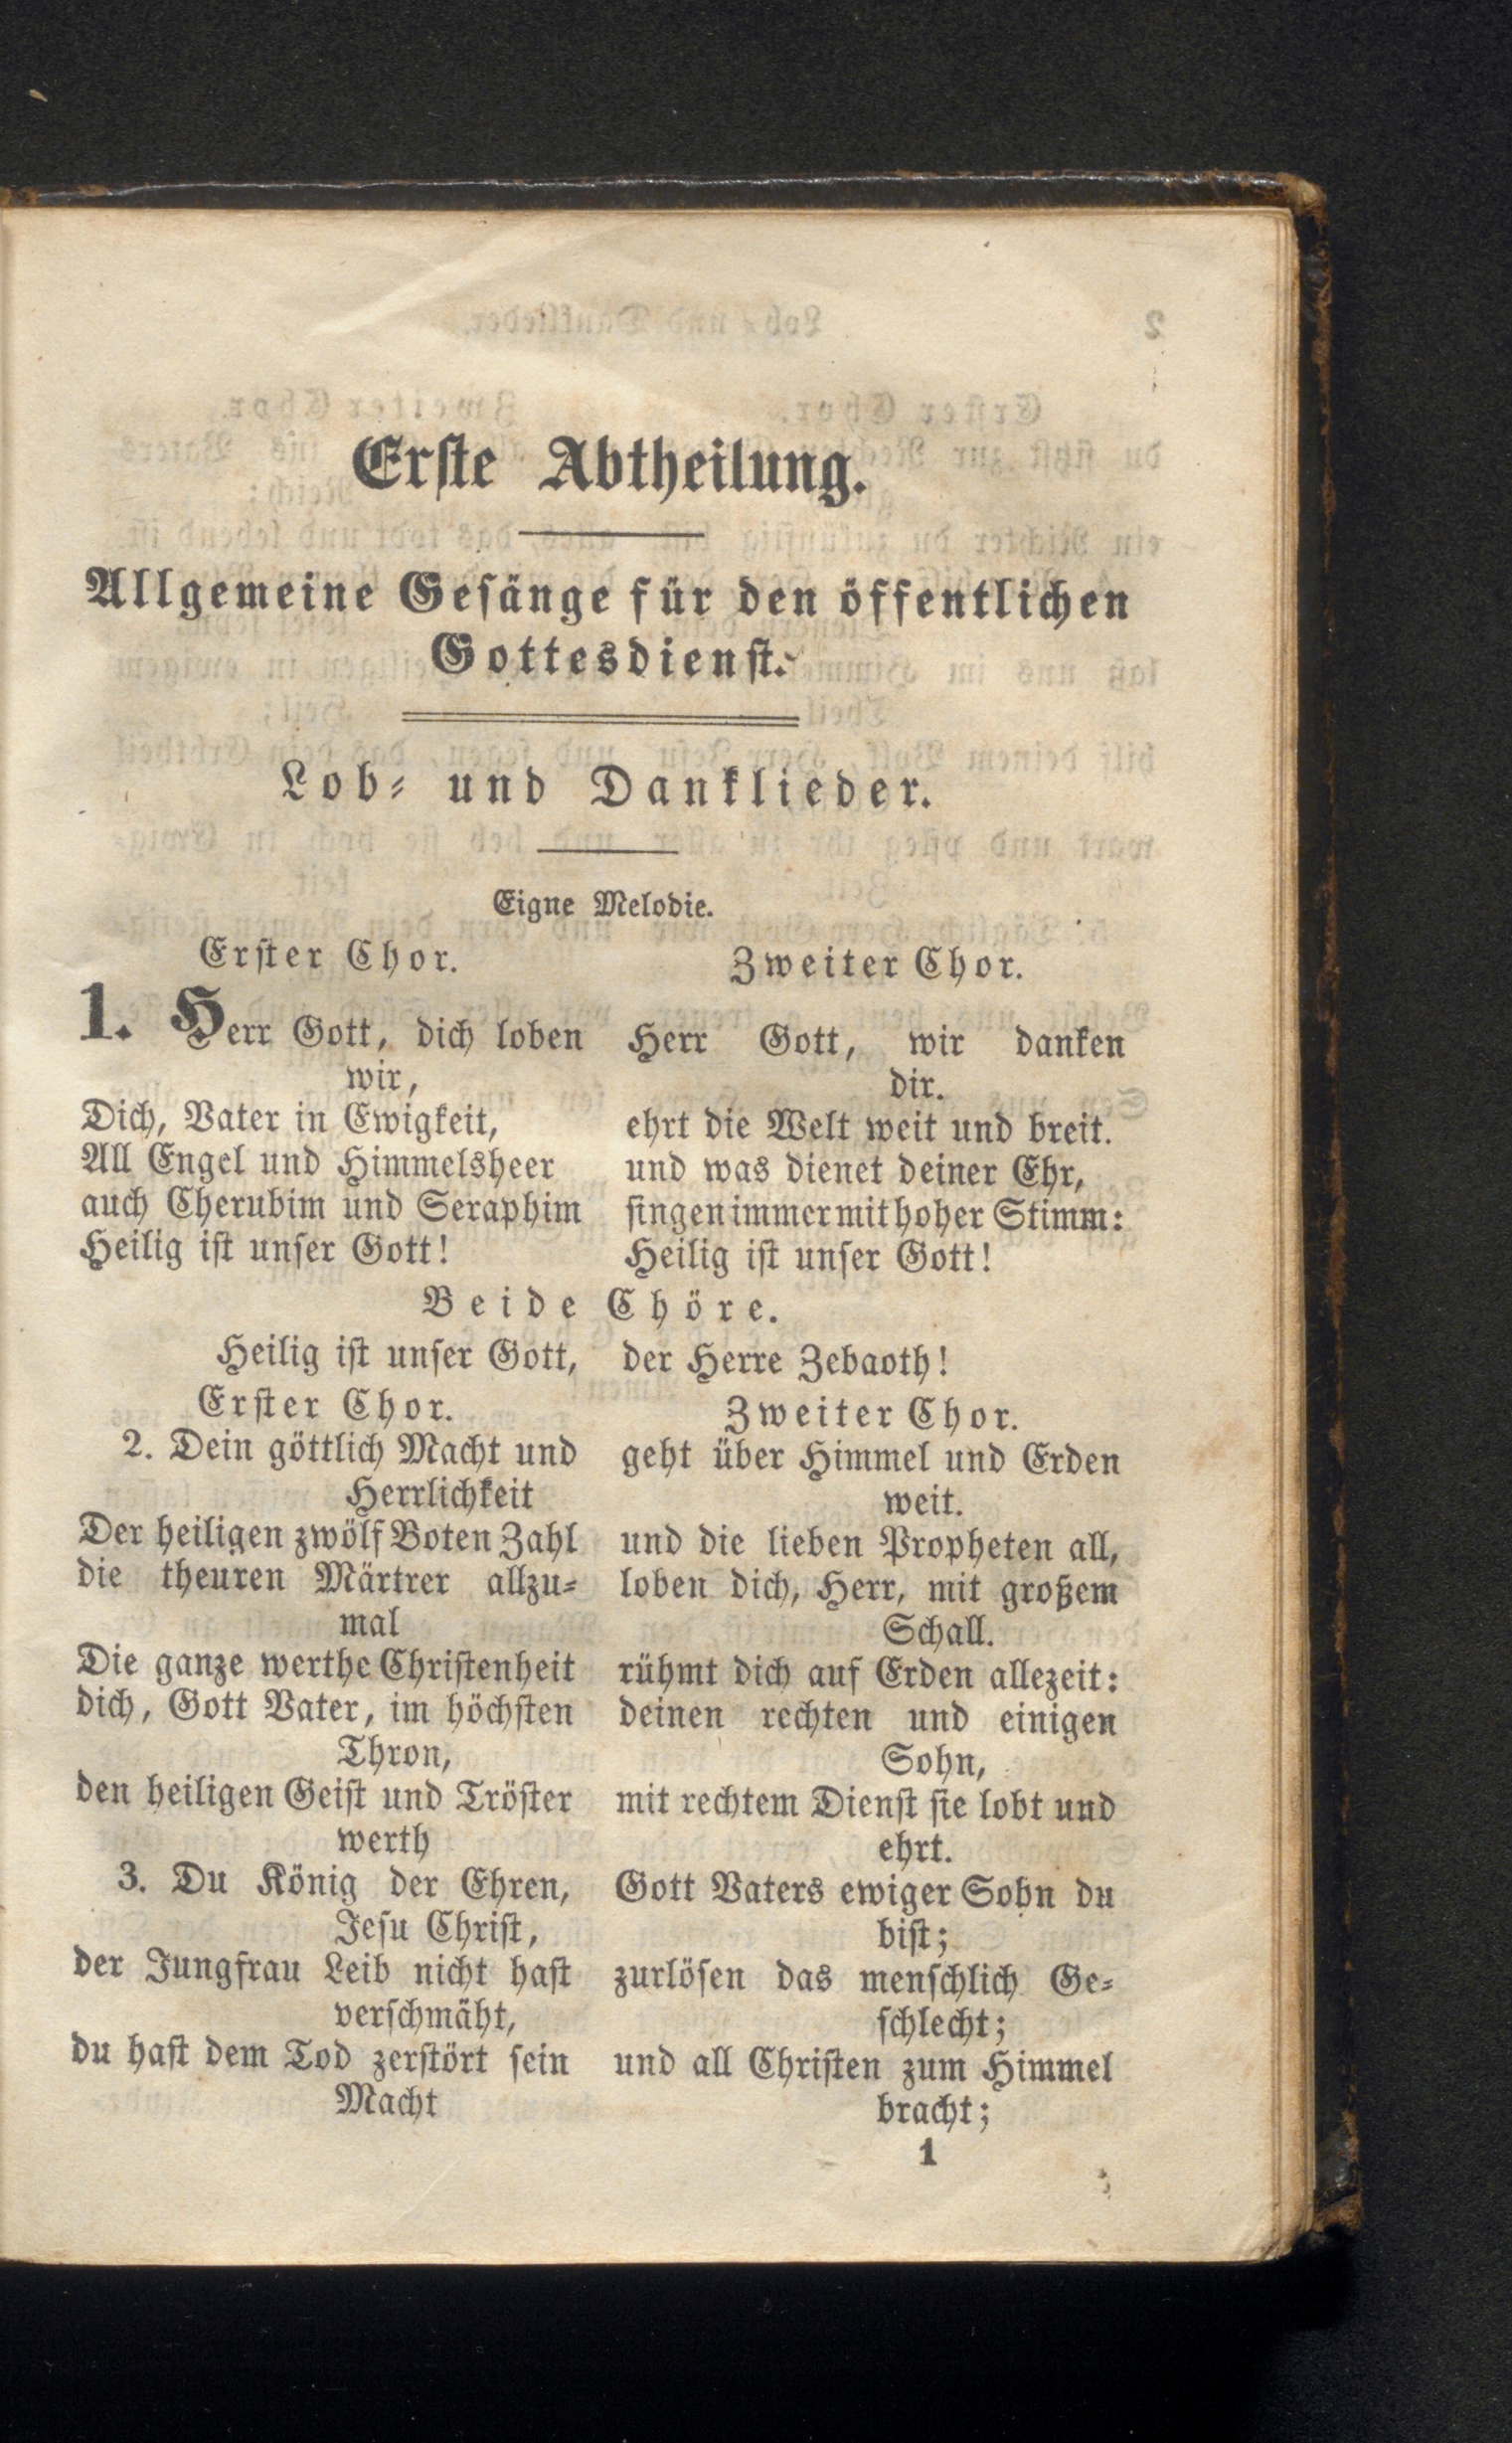 Erste Abtheilung.
Allgemeine Gesänge für den öffentlichen
Gottesdienst.
Lob- und Danklieder.
Eigne Melodie.
Erster Chor.
1. Herr Gott, dich loben
wir,
Dich, Vater in Ewigkeit,
All Engel und Himmelsheer
auch Cherubim und Seraphim
Heilig ist unser Gott!
Zweiter Chor.
Herr Gott, wir danken
dir.
ehrt die Welt weit und breit.
und was dienet deiner Ehr,
singen immer mit hoher Stimm:
Heilig ist unser Gott!
Beide Chöre.
Heilig ist unser Gott, der Herre Zebaoth!
Erster Chor.
2. Dein göttlich Macht und
Herrlichkeit
Der heiligen zwölf Boten Zahl
die theuren Märtrer allzu-
mal
Die ganze werthe Christenheit
dich, Gott Vater, im höchsten
Thron,
den heiligen Geist und Tröster
werth
3. Du König der Ehren,
Jesu Christ,
der Jungfrau Leib nicht hast
verschmäht,
du hast dem Tod zerstört sein
Macht
Zweiter Chor.
geht über Himmel und Erden
weit.
und die lieben Propheten all,
loben dich, Herr, mit großem
Schall.
rühmt dich auf Erden allezeit:
deinen rechten und einigen
Sohn,
mit rechtem Dienst sie lobt und
ehrt.
Gott Vaters ewiger Sohn du
bist;
zurlösen das menschlich Ge-
schlecht;
und all Christen zum Himmel
bracht;
1